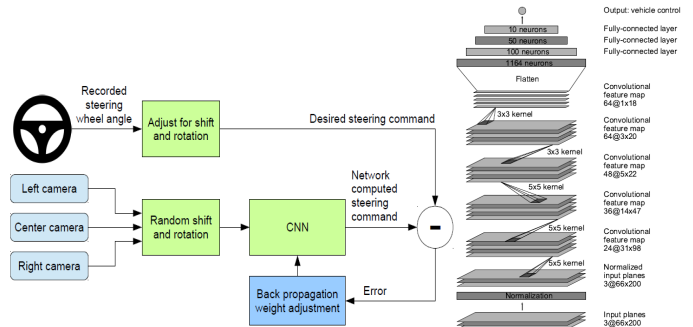 Recorded
steering
wheel angle
Adjust for shift
and rotation
Desired steering command
Left camera
Center camera
Right camera
Random shift
and rotation
CNN
Network
computed
steering
command
-
Back propagation
weight adjustment
Error
Output: vehicle control
10 neurons
Fully-connected layer
50 neurons
Fully-connected layer
100 neurons
Fully-connected layer
1164 neurons
Flatten
Convolutional
feature map
64@1x18
3x3 kernel
Convolutional
feature map
64@3x20
3x3 kernel
Convolutional
feature map
48@5x22
5x5 kernel
Convolutional
feature map
36@14x47
5x5 kernel
Convolutional
feature map
24@31x98
5x5 kernel
Normalized
input planes
3@66x200
Normalization
Input planes
3@66x200